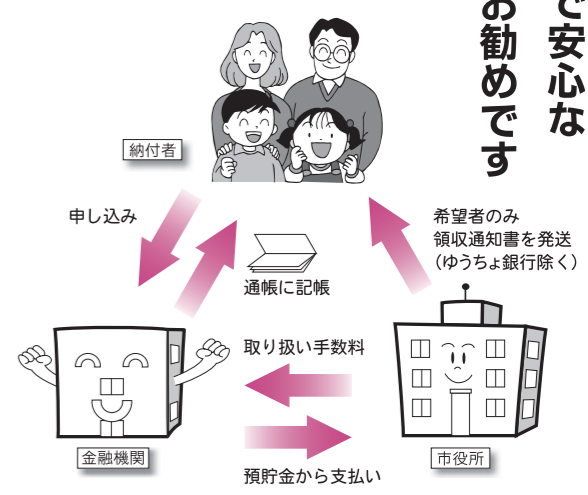 で安心な
お勧めです
納付者
申し込み
希望者のみ
領収通知書を発送
(ゆうちょ銀行除く)
通帳に記帳
取り扱い手数料
金融機関
市役所
預貯金から支払い